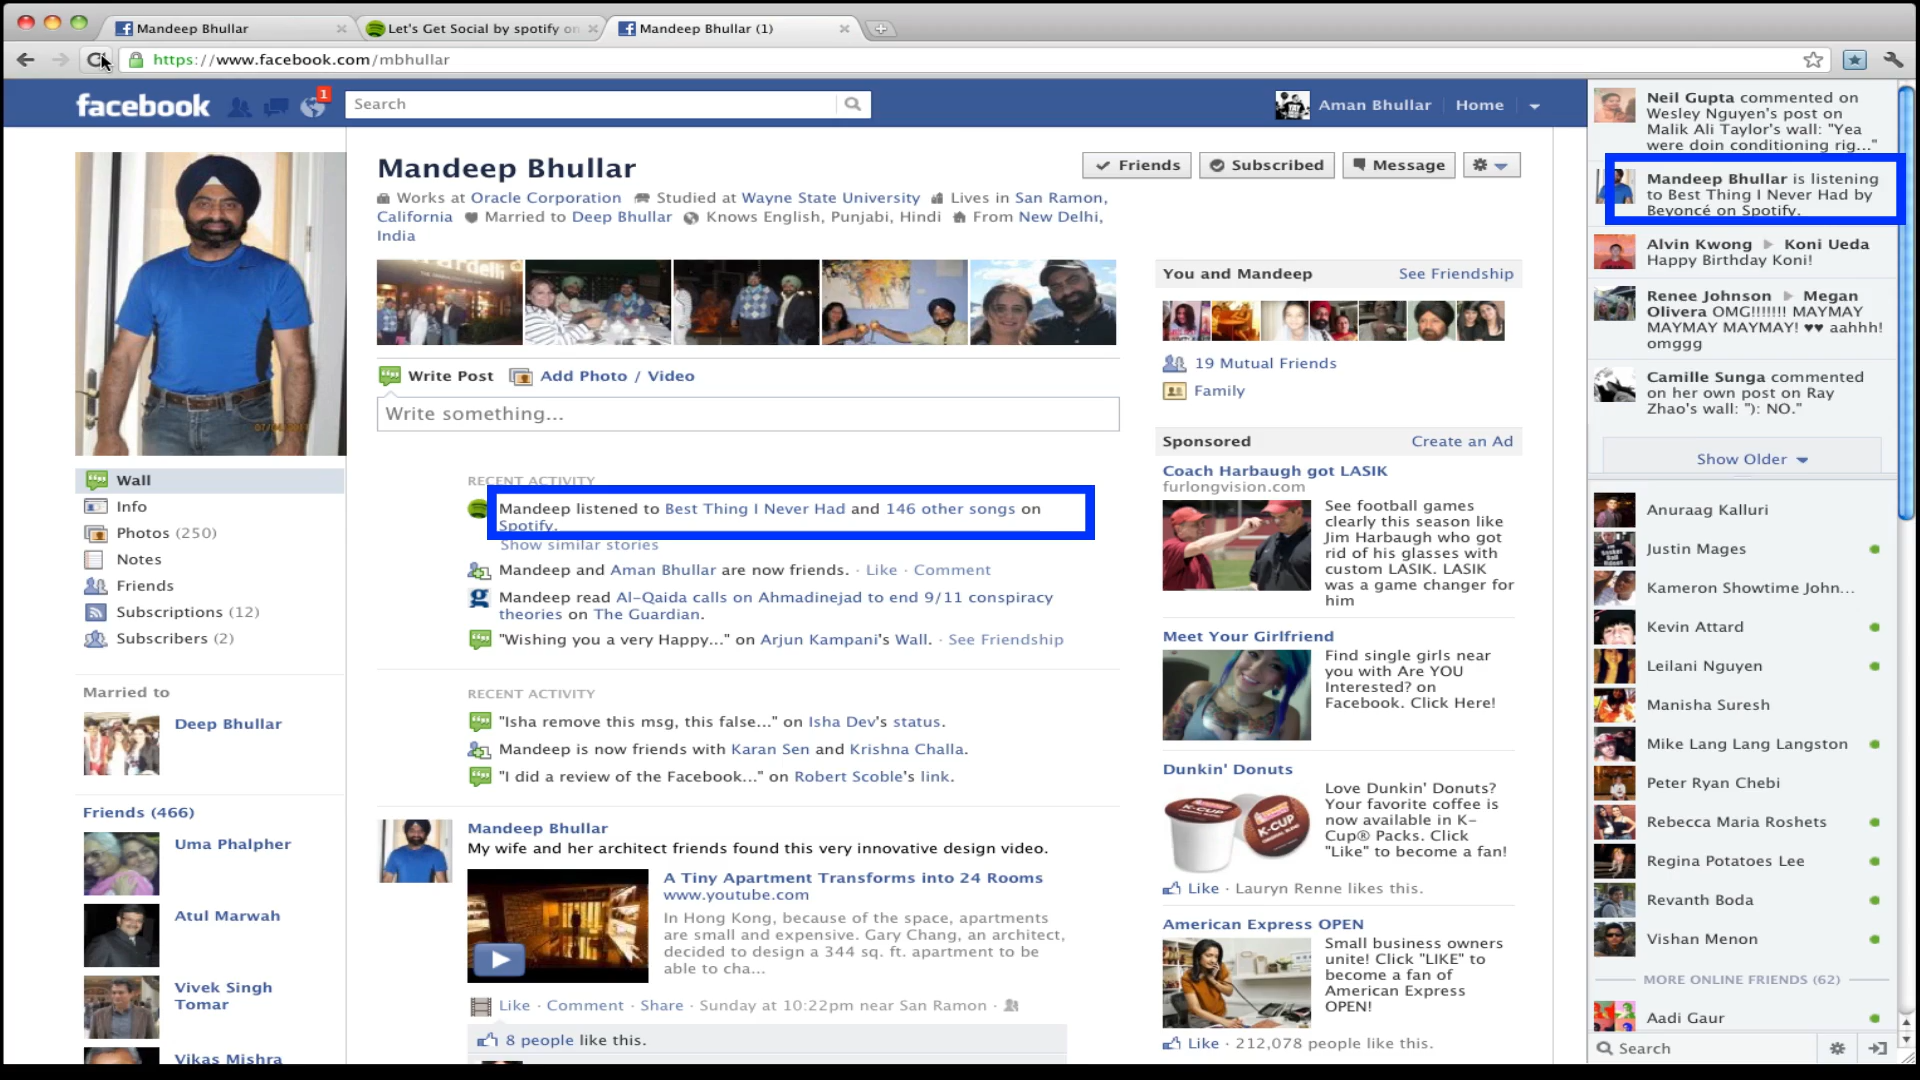 Mandeep Bhullar
Let's Get Social by spotify on
Mandeep Bhullar (1)
https://www.facebook.com/mbhullar
facebook
1
Search
Aman Bhullar
Home
Mandeep Bhullar
Friends
Subscribed
Message
Works at Oracle Corporation Studied at Wayne State University Lives in San Ramon,
California Married to Deep Bhullar Knows English, Punjabi, Hindi From New Delhi,
India
Write Post Add Photo / Video
Write something...
RECENT ACTIVITY
Mandeep listened to Best Thing I Never Had and 146 other songs on
Spotify.
Show similar stories
Mandeep and Aman Bhullar are now friends. · Like · Comment
Mandeep read Al-Qaida calls on Ahmadinejad to end 9/11 conspiracy
theories on The Guardian.
"Wishing you a very Happy..." on Arjun Kampani's Wall. · See Friendship
RECENT ACTIVITY
"Isha remove this msg, this false..." on Isha Dev's status.
Mandeep is now friends with Karan Sen and Krishna Challa.
"I did a review of the Facebook..." on Robert Scoble's link.
Mandeep Bhullar
My wife and her architect friends found this very innovative design video.
A Tiny Apartment Transforms into 24 Rooms
www.youtube.com
In Hong Kong, because of the space, apartments
are small and expensive. Gary Chang, an architect,
decided to design a 344 sq. ft. apartment to be
able to cha...
Like · Comment · Share · Sunday at 10:22pm near San Ramon ·
8 people like this.
Wall
Info
Photos (250)
Notes
Friends
Subscriptions (12)
Subscribers (2)
Married to
Deep Bhullar
Friends (466)
Uma Phalpher
Atul Marwah
Vivek Singh
Tomar
Vikas Mishra
You and Mandeep
See Friendship
19 Mutual Friends
Family
Sponsored
Create an Ad
Coach Harbaugh got LASIK
furlongvision.com
See football games
clearly this season like
Jim Harbaugh who got
rid of his glasses with
custom LASIK. LASIK
was a game changer for
him
Meet Your Girlfriend
Find single girls near
you with Are YOU
Interested? on
Facebook. Click Here!
Dunkin' Donuts
K-CUP
K-CUP
Love Dunkin' Donuts?
Your favorite coffee is
now available in K-
Cup® Packs. Click
"Like" to become a fan!
Like · Lauryn Renne likes this.
American Express OPEN
Small business owners
unite! Click "LIKE" to
become a fan of
American Express
OPEN!
Like · 212,078 people like this.
Neil Gupta commented on
Wesley Nguyen's post on
Malik Ali Taylor's wall: "Yea
were doin conditioning rig..."
Mandeep Bhullar is listening
to Best Thing I Never Had by
Beyoncé on Spotify.
Alvin Kwong Koni Ueda
Happy Birthday Koni!
Renee Johnson Megan
Olivera OMG!!!!!!! MAYMAY
MAYMAY MAYMAY! ♥♥ aahhh!
omggg
Camille Sunga commented
on her own post on Ray
Zhao's wall: "): NO."
Show Older
Anuraag Kalluri
Justin Mages
Kameron Showtime John...
Kevin Attard
Leilani Nguyen
Manisha Suresh
Mike Lang Lang Langston
Peter Ryan Chebi
Rebecca Maria Roshets
Regina Potatoes Lee
Revanth Boda
Vishan Menon
MORE ONLINE FRIENDS (62)
Aadi Gaur
Search